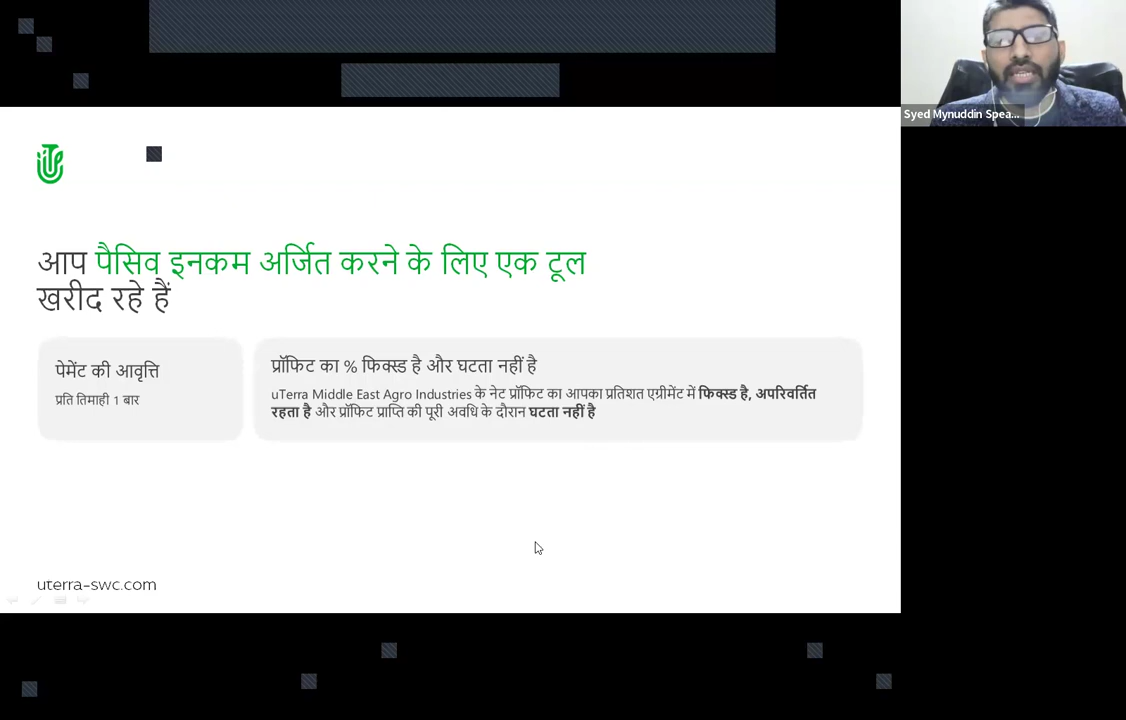 Syed Mynuddin Spea...
आप पैसिव इनकम अर्जित करने के लिए एक टूल
खरीद रहे हैं
पेमेंट की आवृत्ति
प्रति तिमाही 1 बार
प्रॉफिट का % फिक्स्ड है और घटता नहीं है
uTerra Middle East Agro Industries के नेट प्रॉफिट का आपका प्रतिशत एग्रीमेंट में फिक्स्ड है, अपरिवर्तित
रहता है और प्रॉफिट प्राप्ति की पूरी अवधि के दौरान घटता नहीं है
uterra-swc.com